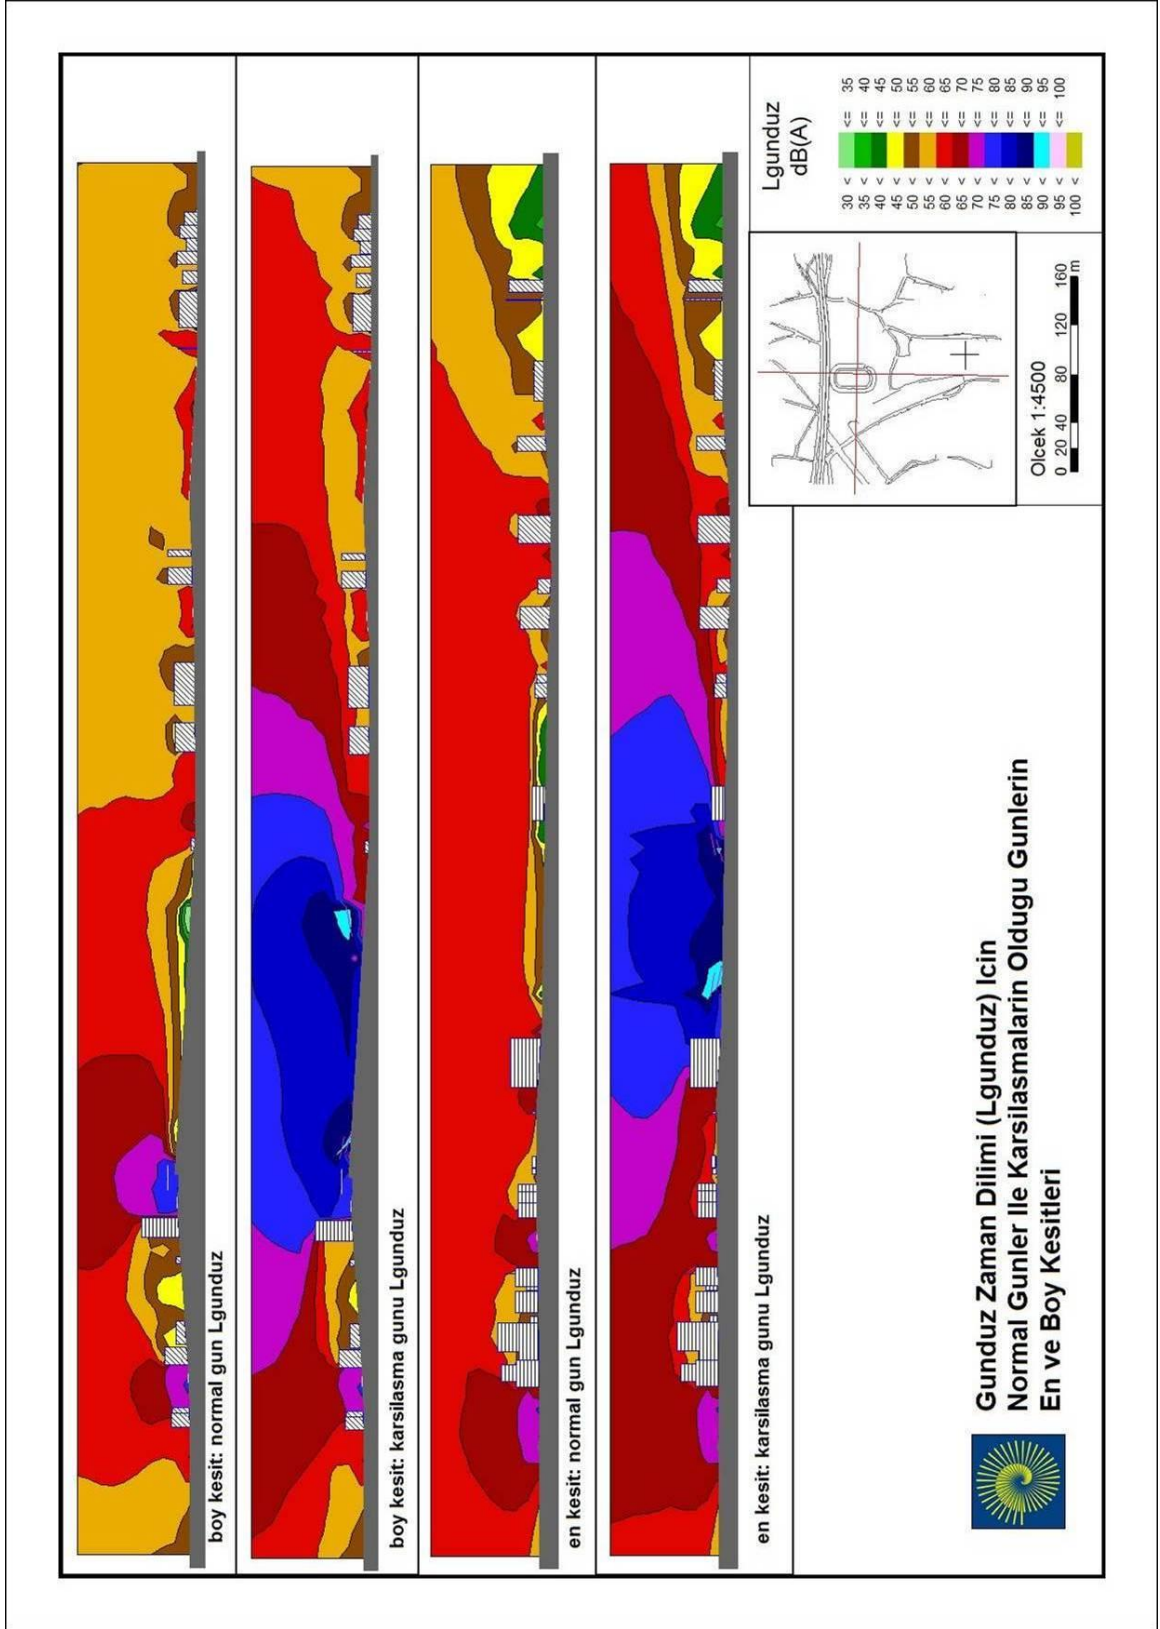 boy kesit: normal gun Lgunduz
boy kesit: karsilasma gunu Lgunduz
en kesit: normal gun Lgunduz
en kesit: karsilasma gunu Lgunduz
Lgunduz
dB(A)
30 < <= 35
35 < <= 40
40 < <= 45
45 < <= 50
50 < <= 55
55 < <= 60
60 < <= 65
65 < <= 70
70 < <= 75
75 < <= 80
80 < <= 85
85 < <= 90
90 < <= 95
95 < <= 100
100 <
Olcek 1:4500
0 20 40 80 120 160
m
Gunduz Zaman Dilimi (Lgunduz) Icin
Normal Gunler Ile Karsilasmalarin Oldugu Gunlerin
En ve Boy Kesitleri